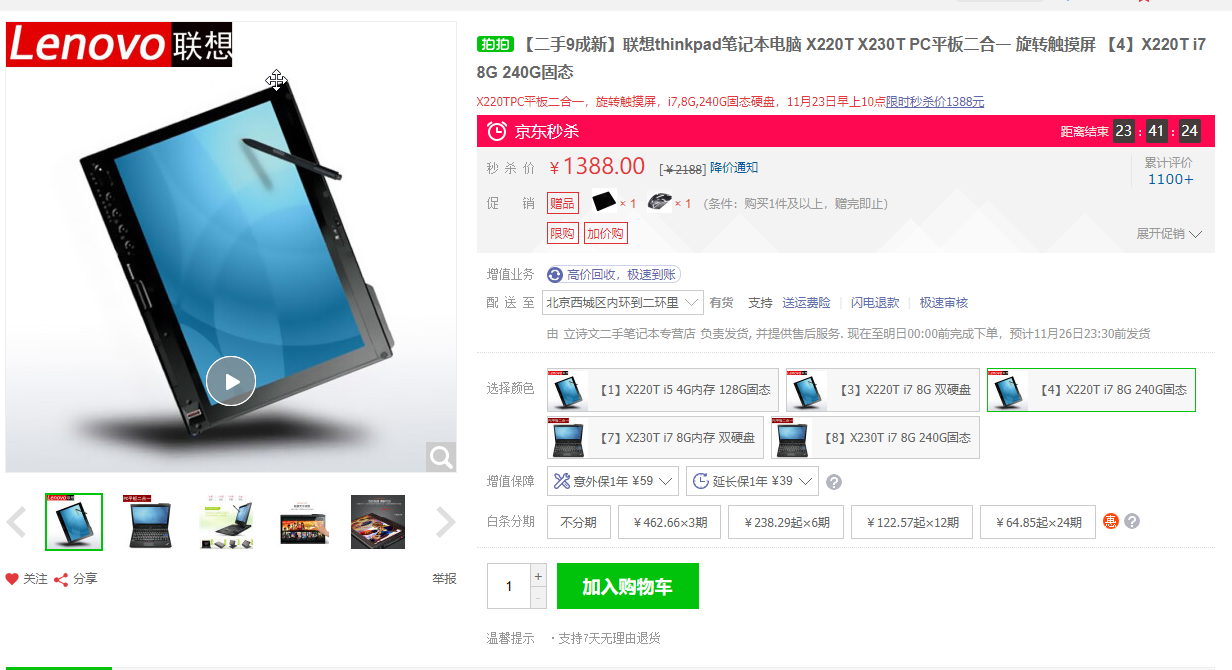 Lenovo 联想
拍拍 【二手9成新】联想thinkpad笔记本电脑 X220T X230T PC平板二合一 旋转触摸屏 【4】X220T i7
8G 240G固态
X220TPC平板二合一，旋转触摸屏，i7,8G,240G固态硬盘，11月23日早上10点限时秒杀价1388元
京东秒杀 距离结束 23 : 41 : 24
秒杀价 ￥1388.00 [￥2188] 降价通知 累计评价
1100+
促销 赠品 × 1 × 1 (条件：购买1件及以上，赠完即止)
限购 加价购 展开促销
增值业务 高价回收，极速到账
配送至 北京西城区内环到二环里 有货 支持 送运费险 | 闪电退款 | 极速审核
由 立诗文二手笔记本专营店 负责发货, 并提供售后服务. 现在至明日00:00前完成下单，预计11月26日23:30前发货
选择颜色 【1】X220T i5 4G内存 128G固态 【3】X220T i7 8G 双硬盘 【4】X220T i7 8G 240G固态
【7】X230T i7 8G内存 双硬盘 【8】X230T i7 8G 240G固态
增值保障 意外保1年 ¥59 延长保1年 ¥39 ?
白条分期 不分期 ￥462.66×3期 ￥238.29起×6期 ￥122.57起×12期 ￥64.85起×24期 惠 ?
关注 分享 举报
1 + - 加入购物车
温馨提示 · 支持7天无理由退货